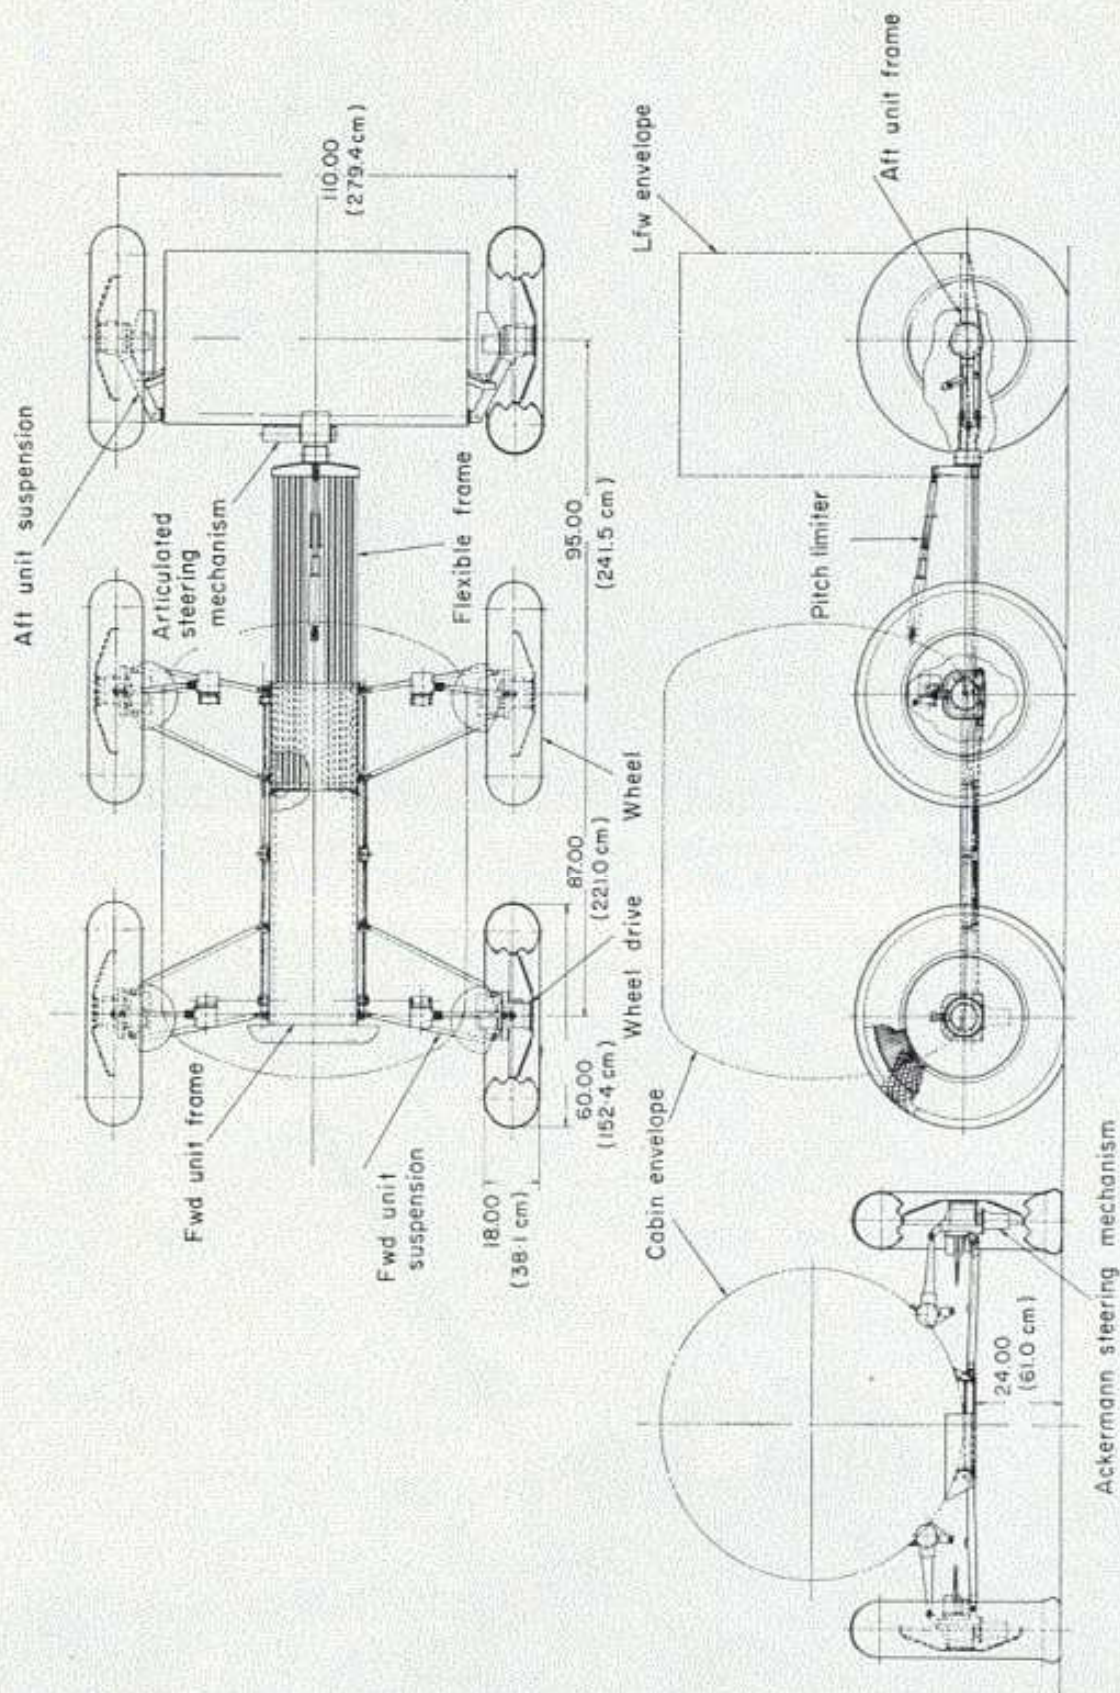 Aft unit suspension
Articulated
steering
mechanism
110.00
(279.4 cm)
Flexible frame
95.00
(241.5 cm)
Fwd unit frame
Fwd unit
suspension
18.00
(38.1 cm)
60.00
(152.4 cm)
87.00
(221.0 cm)
Wheel drive
Wheel
Cabin envelope
Lfw envelope
Pitch limiter
Aft unit frame
24.00
(61.0 cm)
Ackermann steering mechanism